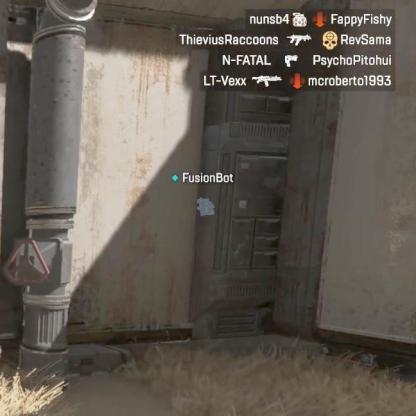 nunsb4 FappyFishy
ThieviusRaccoons RevSama
N-FATAL PsychoPitohui
LT-Vexx mcroberto1993
FusionBot